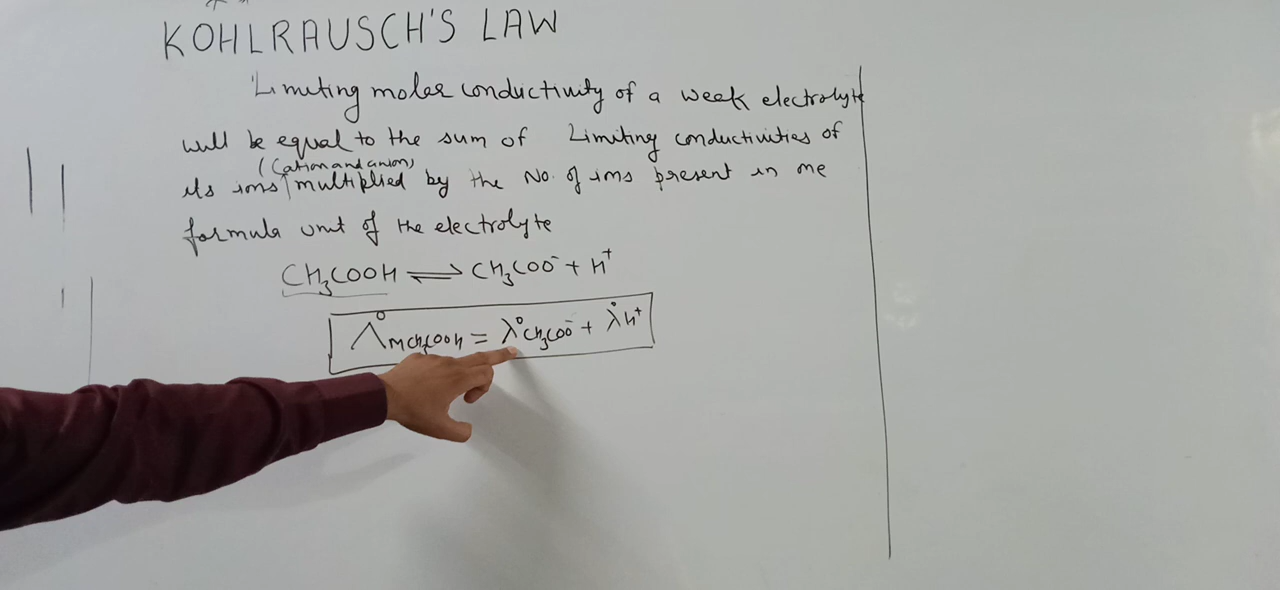 KOHLRAUSCH'S LAW
Limiting molar conductivity of a week electrolyte
will be equal to the sum of Limiting conductivities of
(Cation and anion)
its ions multiplied by the No. of ions present in one
formula unit of the electrolyte
CH₃COOH ⇌ CH₃COO⁻ + H⁺
Λ°M CH₃COOH = λ°CH₃COO⁻ + λ°H⁺